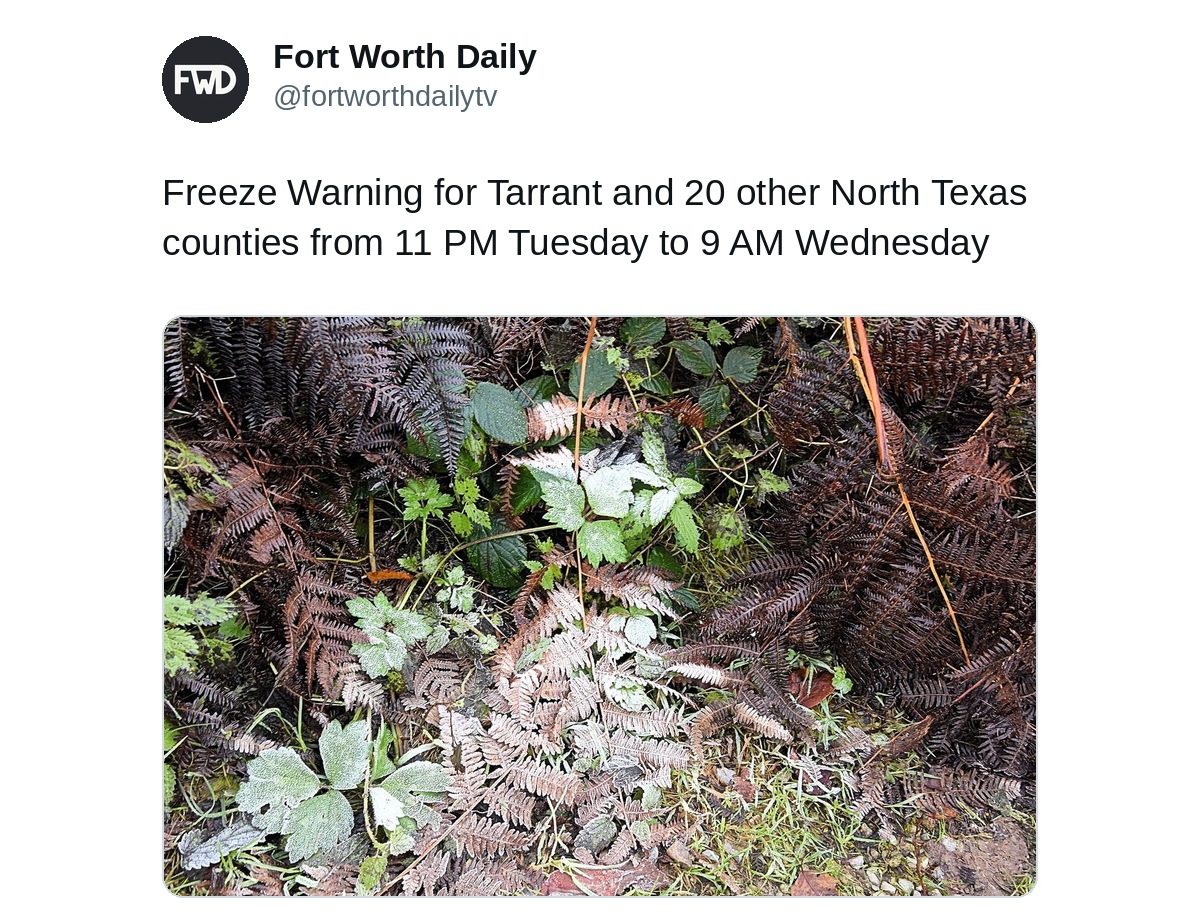 FWD
Fort Worth Daily
@fortworthdailytv
Freeze Warning for Tarrant and 20 other North Texas
counties from 11 PM Tuesday to 9 AM Wednesday